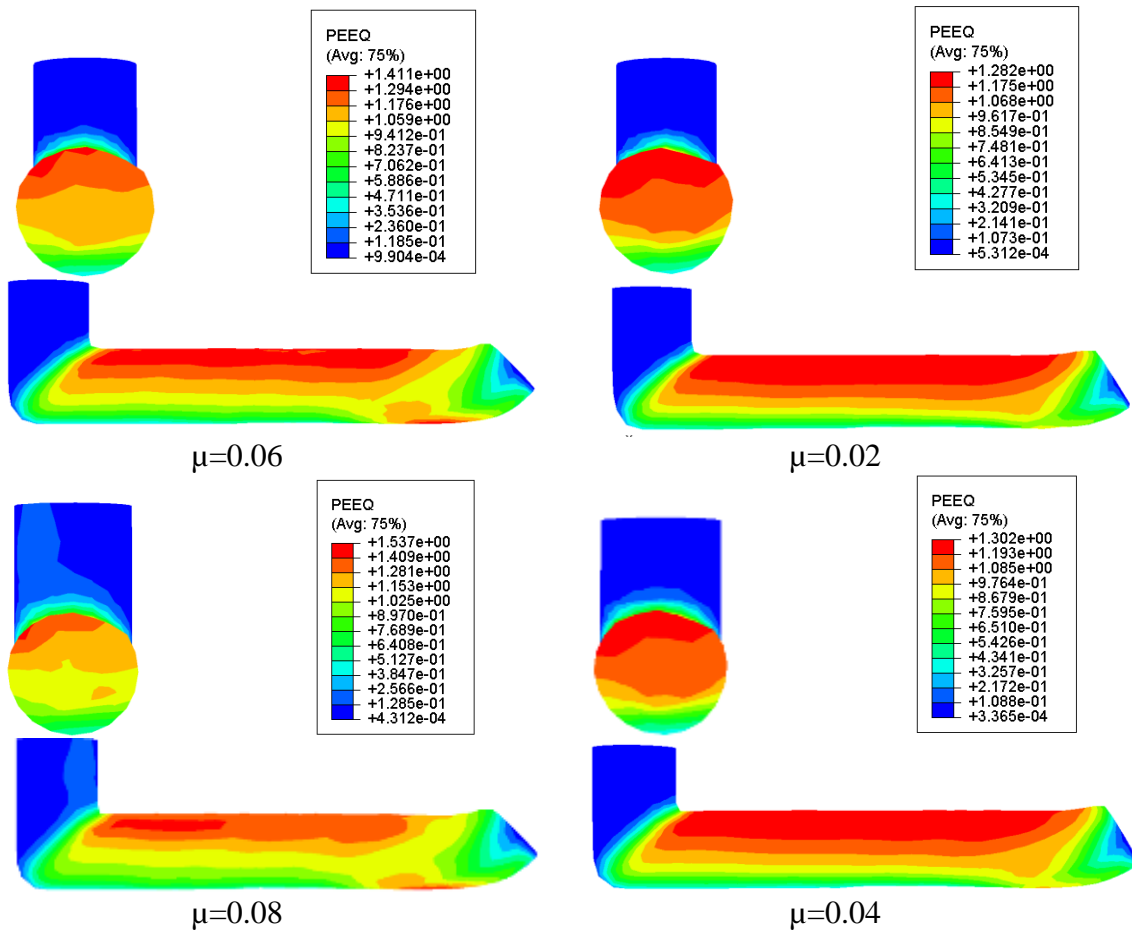 PEEQ
(Avg: 75%)
+1.411e+00
+1.294e+00
+1.176e+00
+1.059e+00
+9.412e-01
+8.237e-01
+7.062e-01
+5.886e-01
+4.711e-01
+3.536e-01
+2.360e-01
+1.185e-01
+9.904e-04
PEEQ
(Avg: 75%)
+1.282e+00
+1.175e+00
+1.068e+00
+9.617e-01
+8.549e-01
+7.481e-01
+6.413e-01
+5.345e-01
+4.277e-01
+3.209e-01
+2.141e-01
+1.073e-01
+5.312e-04
µ=0.06
µ=0.02
PEEQ
(Avg: 75%)
+1.537e+00
+1.409e+00
+1.281e+00
+1.153e+00
+1.025e+00
+8.970e-01
+7.689e-01
+6.408e-01
+5.127e-01
+3.847e-01
+2.566e-01
+1.285e-01
+4.312e-04
PEEQ
(Avg: 75%)
+1.302e+00
+1.193e+00
+1.085e+00
+9.764e-01
+8.679e-01
+7.595e-01
+6.510e-01
+5.426e-01
+4.341e-01
+3.257e-01
+2.172e-01
+1.088e-01
+3.365e-04
µ=0.08
µ=0.04